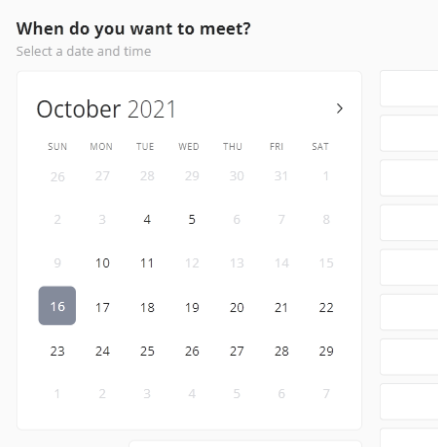 When do you want to meet?
Select a date and time
October 2021
SUN MON TUE WED THU FRI SAT
26 27 28 29 30 31 1
2 3 4 5 6 7 8
9 10 11 12 13 14 15
16 17 18 19 20 21 22
23 24 25 26 27 28 29
1 2 3 4 5 6 7